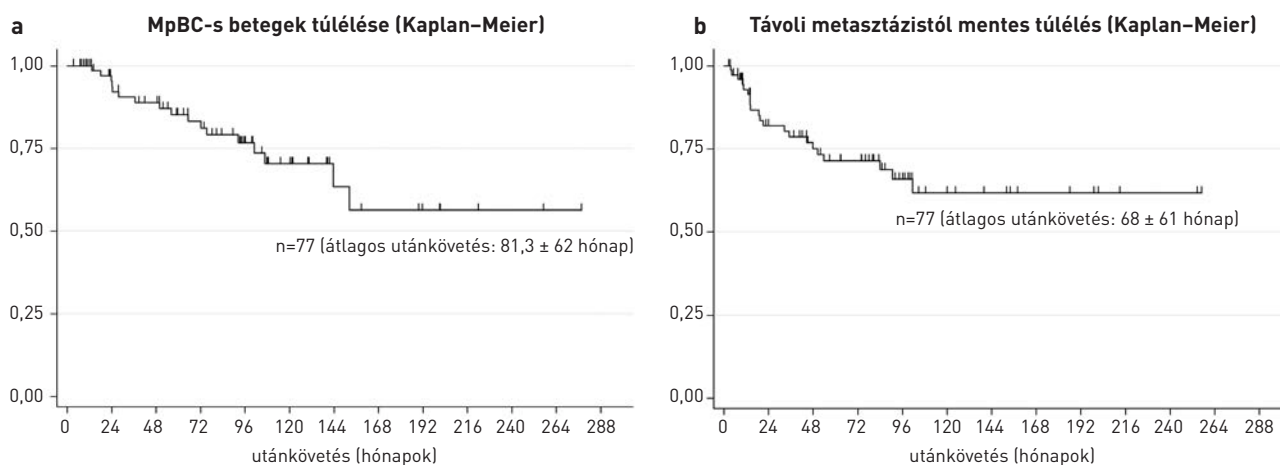 a
MpBC-s betegek túlélése (Kaplan–Meier)
1,00
0,75
0,50
0,25
0,00
n=77 (átlagos utánkövetés: 81,3 ± 62 hónap)
0 24 48 72 96 120 144 168 192 216 240 264 288
utánkövetés (hónapok)
b
Távoli metasztázistól mentes túlélés (Kaplan–Meier)
1,00
0,75
0,50
0,25
0,00
n=77 (átlagos utánkövetés: 68 ± 61 hónap)
0 24 48 72 96 120 144 168 192 216 240 264 288
utánkövetés (hónapok)